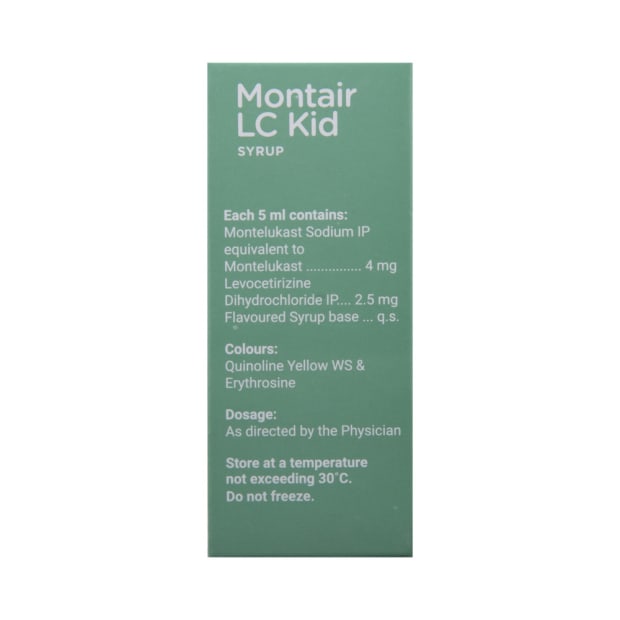 Montair
LC Kid
SYRUP
Each 5 ml contains:
Montelukast Sodium IP
equivalent to
Montelukast ............... 4 mg
Levocetirizine
Dihydrochloride IP.... 2.5 mg
Flavoured Syrup base ... q.s.
Colours:
Quinoline Yellow WS &
Erythrosine
Dosage:
As directed by the Physician
Store at a temperature
not exceeding 30°C.
Do not freeze.